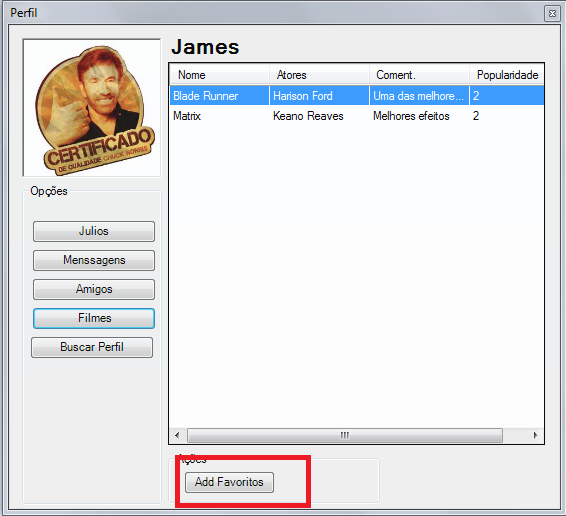 Perfil
James
CERTIFICADO
DE QUALIDADE CHUCK NORRIS
Nome Atores Coment. Popularidade
Blade Runner Harison Ford Uma das melhore... 2
Matrix Keano Reaves Melhores efeitos 2
Opções
Julios
Menssagens
Amigos
Filmes
Buscar Perfil
Ações
Add Favoritos